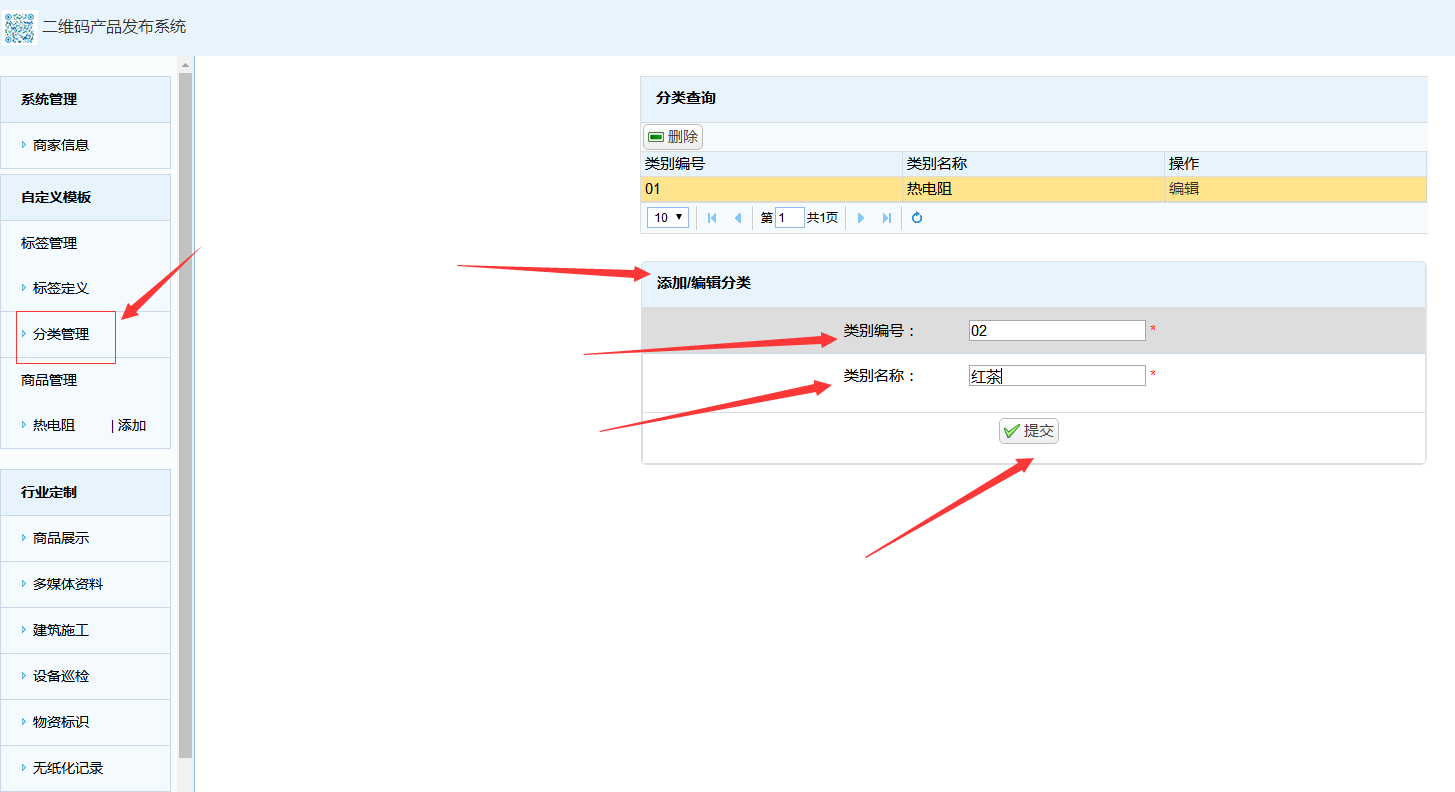 二维码产品发布系统
系统管理
商家信息
自定义模板
标签管理
标签定义
分类管理
商品管理
热电阻 | 添加
行业定制
商品展示
多媒体资料
建筑施工
设备巡检
物资标识
无纸化记录
分类查询
删除
类别编号 类别名称 操作
01 热电阻 编辑
10 第 1 共1页
添加/编辑分类
类别编号： 02 *
类别名称： 红茶 *
提交